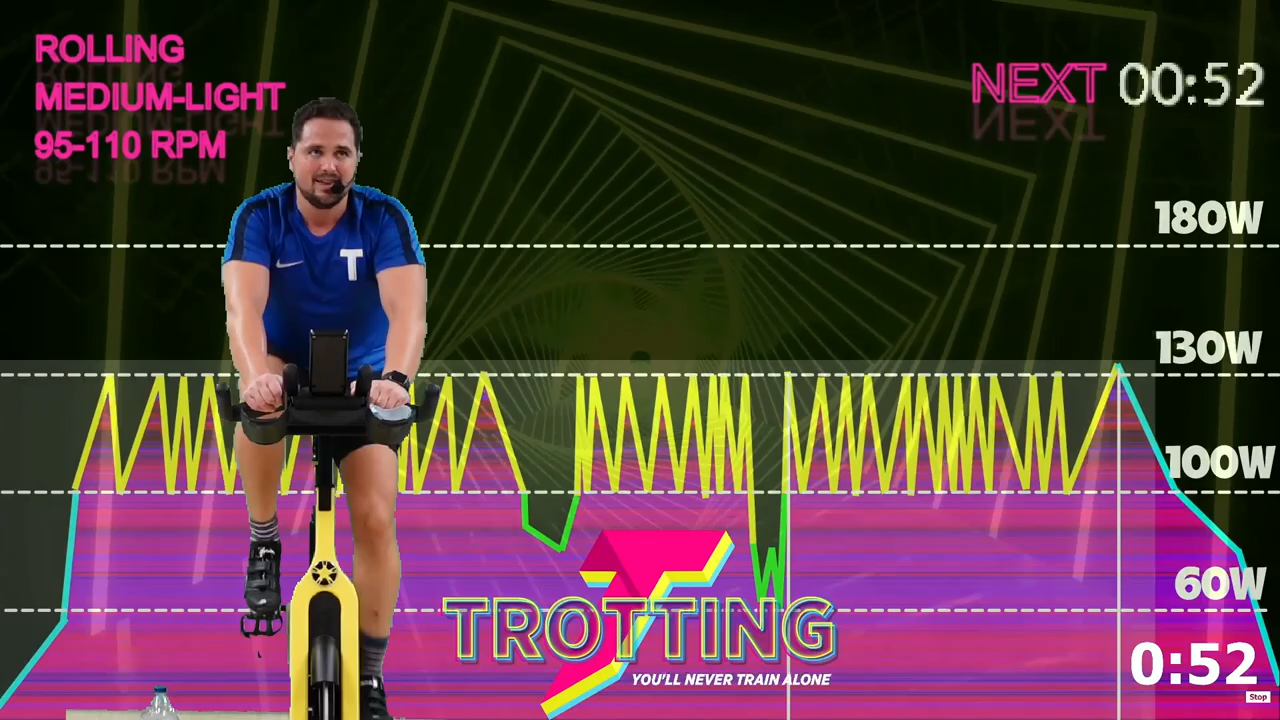 ROLLING
MEDIUM-LIGHT
95-110 RPM
NEXT 00:52
180W
130W
100W
60W
T
TROTTING
YOU'LL NEVER TRAIN ALONE
0:52
Stop